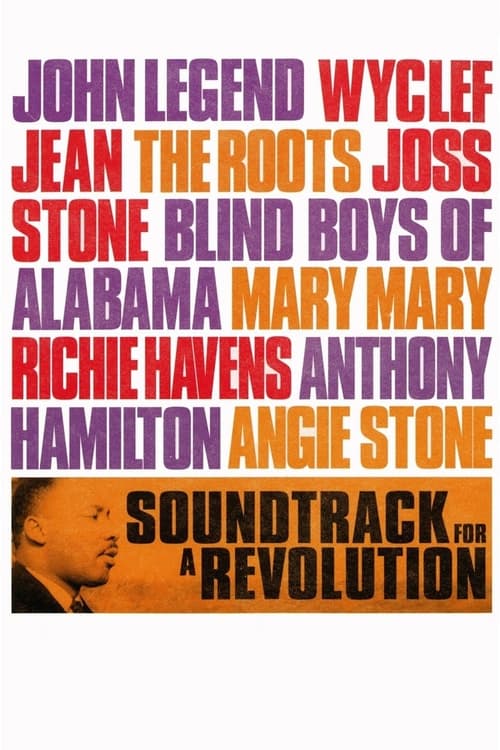 JOHN LEGEND WYCLEF
JEAN THE ROOTS JOSS
STONE BLIND BOYS OF
ALABAMA MARY MARY
RICHIE HAVENS ANTHONY
HAMILTON ANGIE STONE
SOUNDTRACK FOR
A REVOLUTION